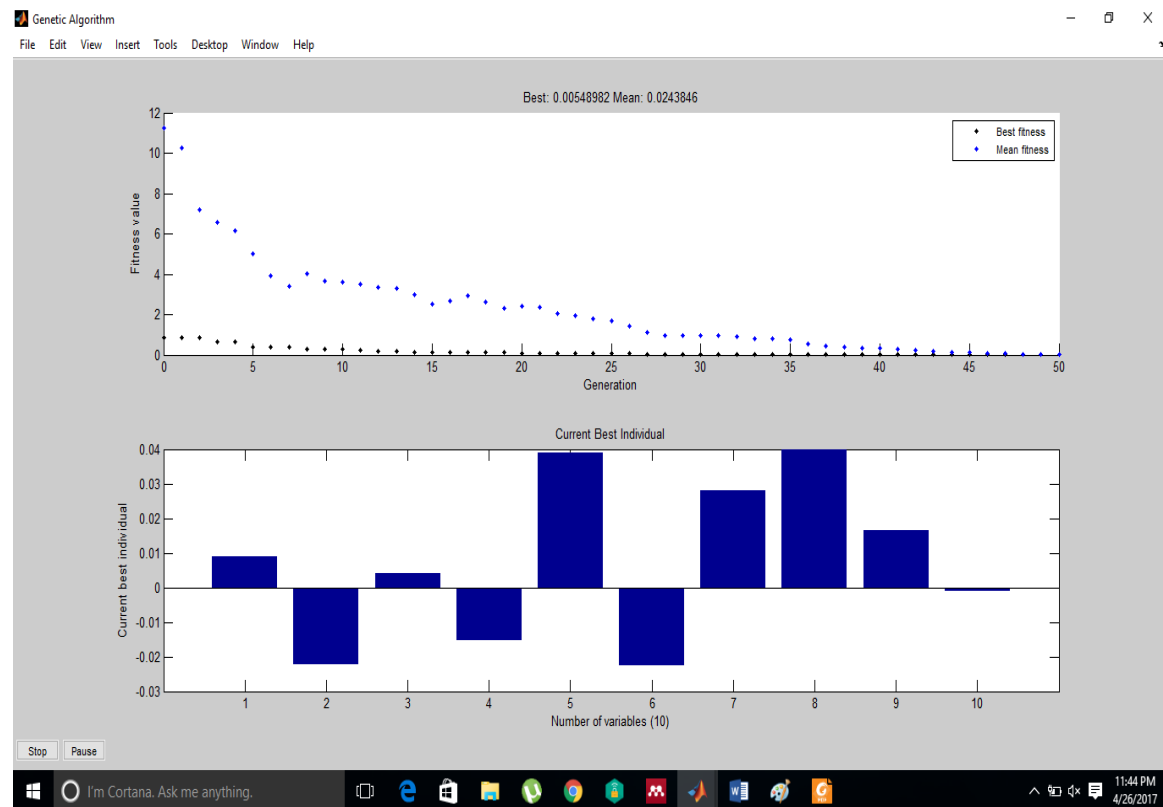 Genetic Algorithm
File Edit View Insert Tools Desktop Window Help
Best: 0.00548982 Mean: 0.0243846
Best fitness
Mean fitness
12
10
8
6
4
2
0
Fitness value
0 5 10 15 20 25 30 35 40 45 50
Generation
Current Best Individual
0.04
0.03
0.02
0.01
0
-0.01
-0.02
-0.03
Current best individual
1 2 3 4 5 6 7 8 9 10
Number of variables (10)
Stop Pause
I'm Cortana. Ask me anything.
11:44 PM
4/26/2017